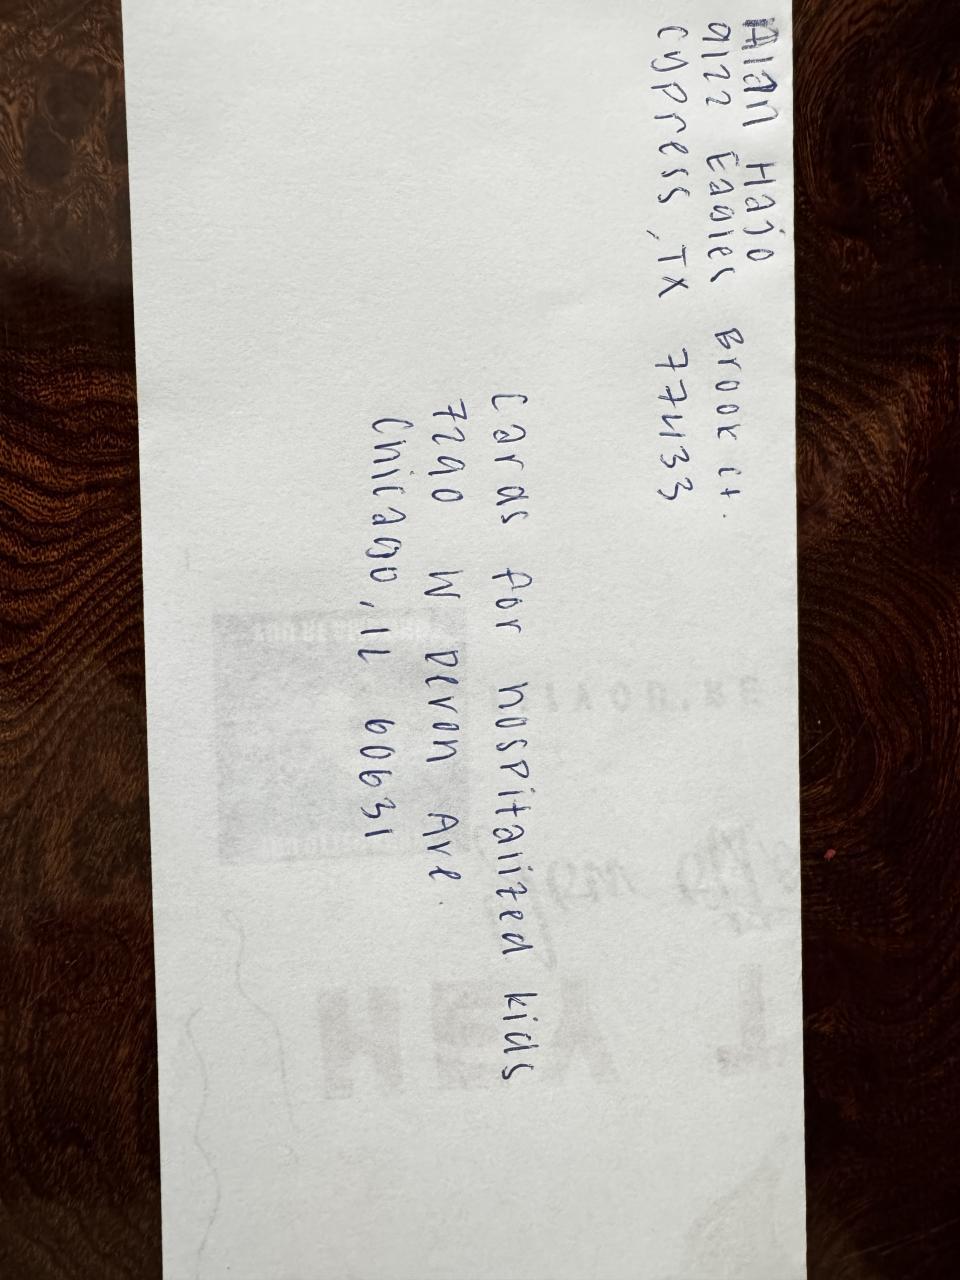 Alan Hajo
9122 Eagles Brook Ct.
Cypress, TX 77433
Cards for hospitalized kids
7290 W Devon Ave.
Chicago, IL 60631
HEY